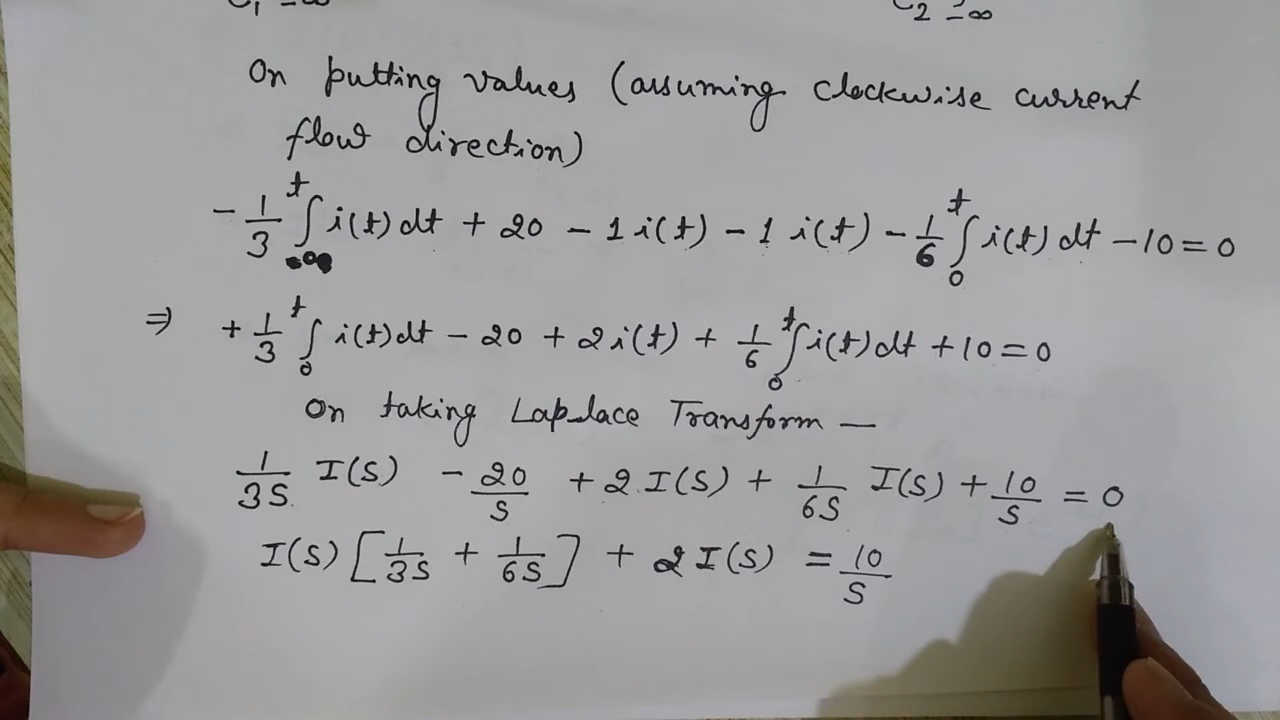 C₁ -∞ C₂ -∞
On putting values (assuming clockwise current
flow direction)
-1/3 ∫₋∞ᵗ i(t) dt + 20 - 1 i(t) - 1 i(t) - 1/6 ∫₀ᵗ i(t) dt - 10 = 0
⇒ +1/3 ∫₀ᵗ i(t) dt - 20 + 2 i(t) + 1/6 ∫₀ᵗ i(t) dt + 10 = 0
On taking Laplace Transform —
1/3S I(S) - 20/S + 2 I(S) + 1/6S I(S) + 10/S = 0
I(S) [1/3S + 1/6S] + 2 I(S) = 10/S